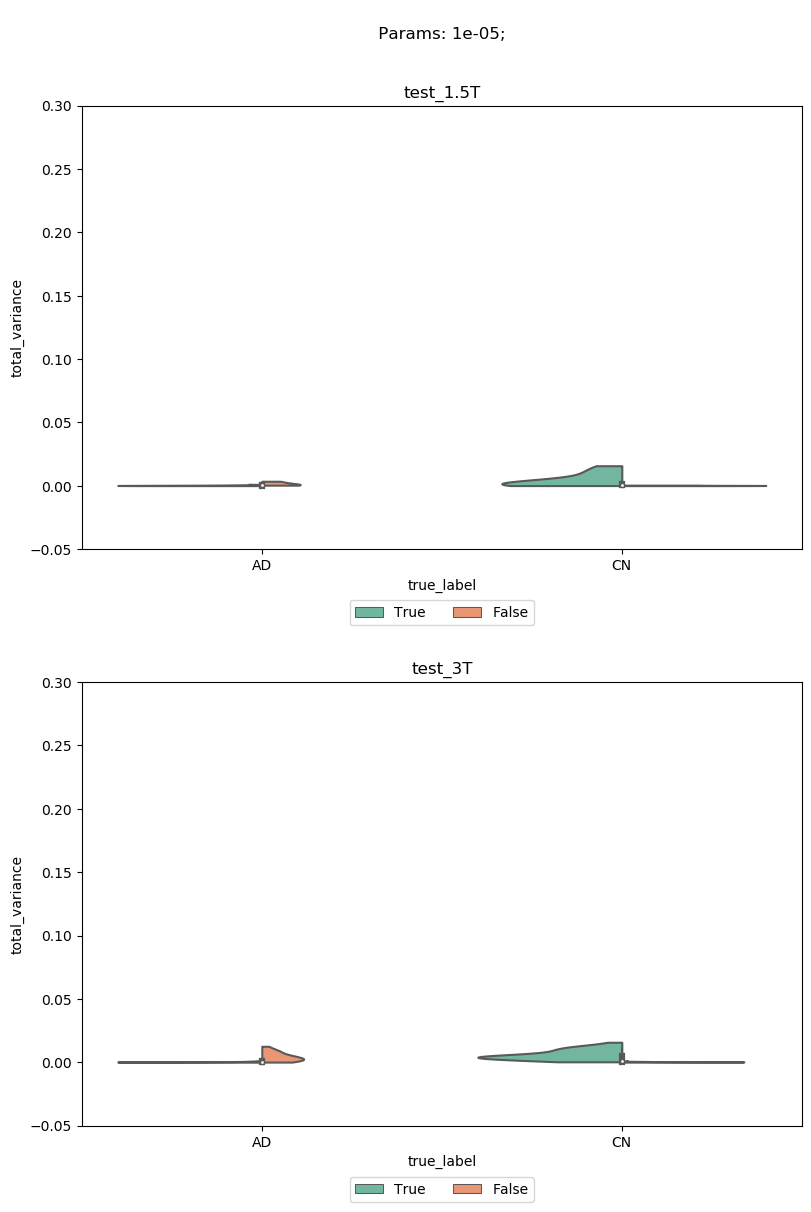 Params: 1e-05;
test_1.5T
0.30
0.25
0.20
0.15
0.10
0.05
0.00
−0.05
total_variance
AD CN
true_label
True False
test_3T
0.30
0.25
0.20
0.15
0.10
0.05
0.00
−0.05
total_variance
AD CN
true_label
True False